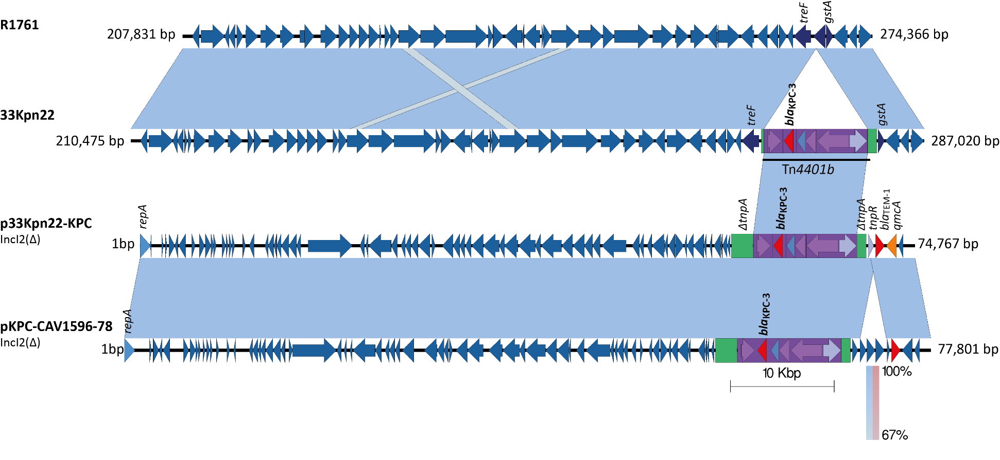 treF
gstA
R1761
207,831 bp
274,366 bp
blaKPC-3
33Kpn22
treF
gstA
210,475 bp
287,020 bp
Tn4401b
repA
ΔtnpA
blaKPC-3
ΔtnpA
tnpR
blaTEM-1
qmcA
p33Kpn22-KPC
IncI2(Δ)
1bp
74,767 bp
repA
blaKPC-3
pKPC-CAV1596-78
IncI2(Δ)
1bp
77,801 bp
10 Kbp
100%
67%